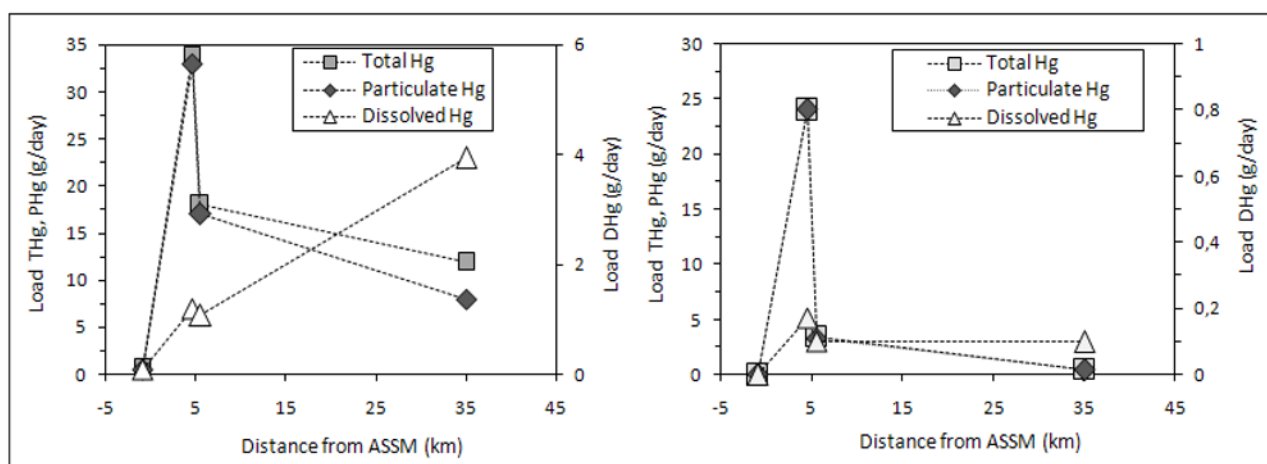 Load THg, PHg (g/day)
35
30
25
20
15
10
5
0
Total Hg
Particulate Hg
Dissolved Hg
6
4
2
0
Load DHg (g/day)
-5 5 15 25 35 45
Distance from ASSM (km)
Load THg, PHg (g/day)
30
25
20
15
10
5
0
Total Hg
Particulate Hg
Dissolved Hg
1
0,8
0,6
0,4
0,2
0
Load DHg (g/day)
-5 5 15 25 35 45
Distance from ASSM (km)